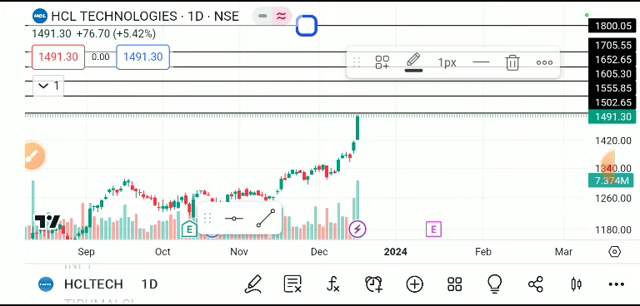 HCL TECHNOLOGIES · 1D · NSE
1491.30 +76.70 (+5.42%)
1491.30 0.00 1491.30
1
1px
1800.05
1705.55
1652.65
1605.30
1555.85
1502.65
1491.30
1420.00
1340.00
7.374M
1260.00
1180.00
E
E
Sep Oct Nov Dec 2024 Feb Mar
HCLTECH 1D